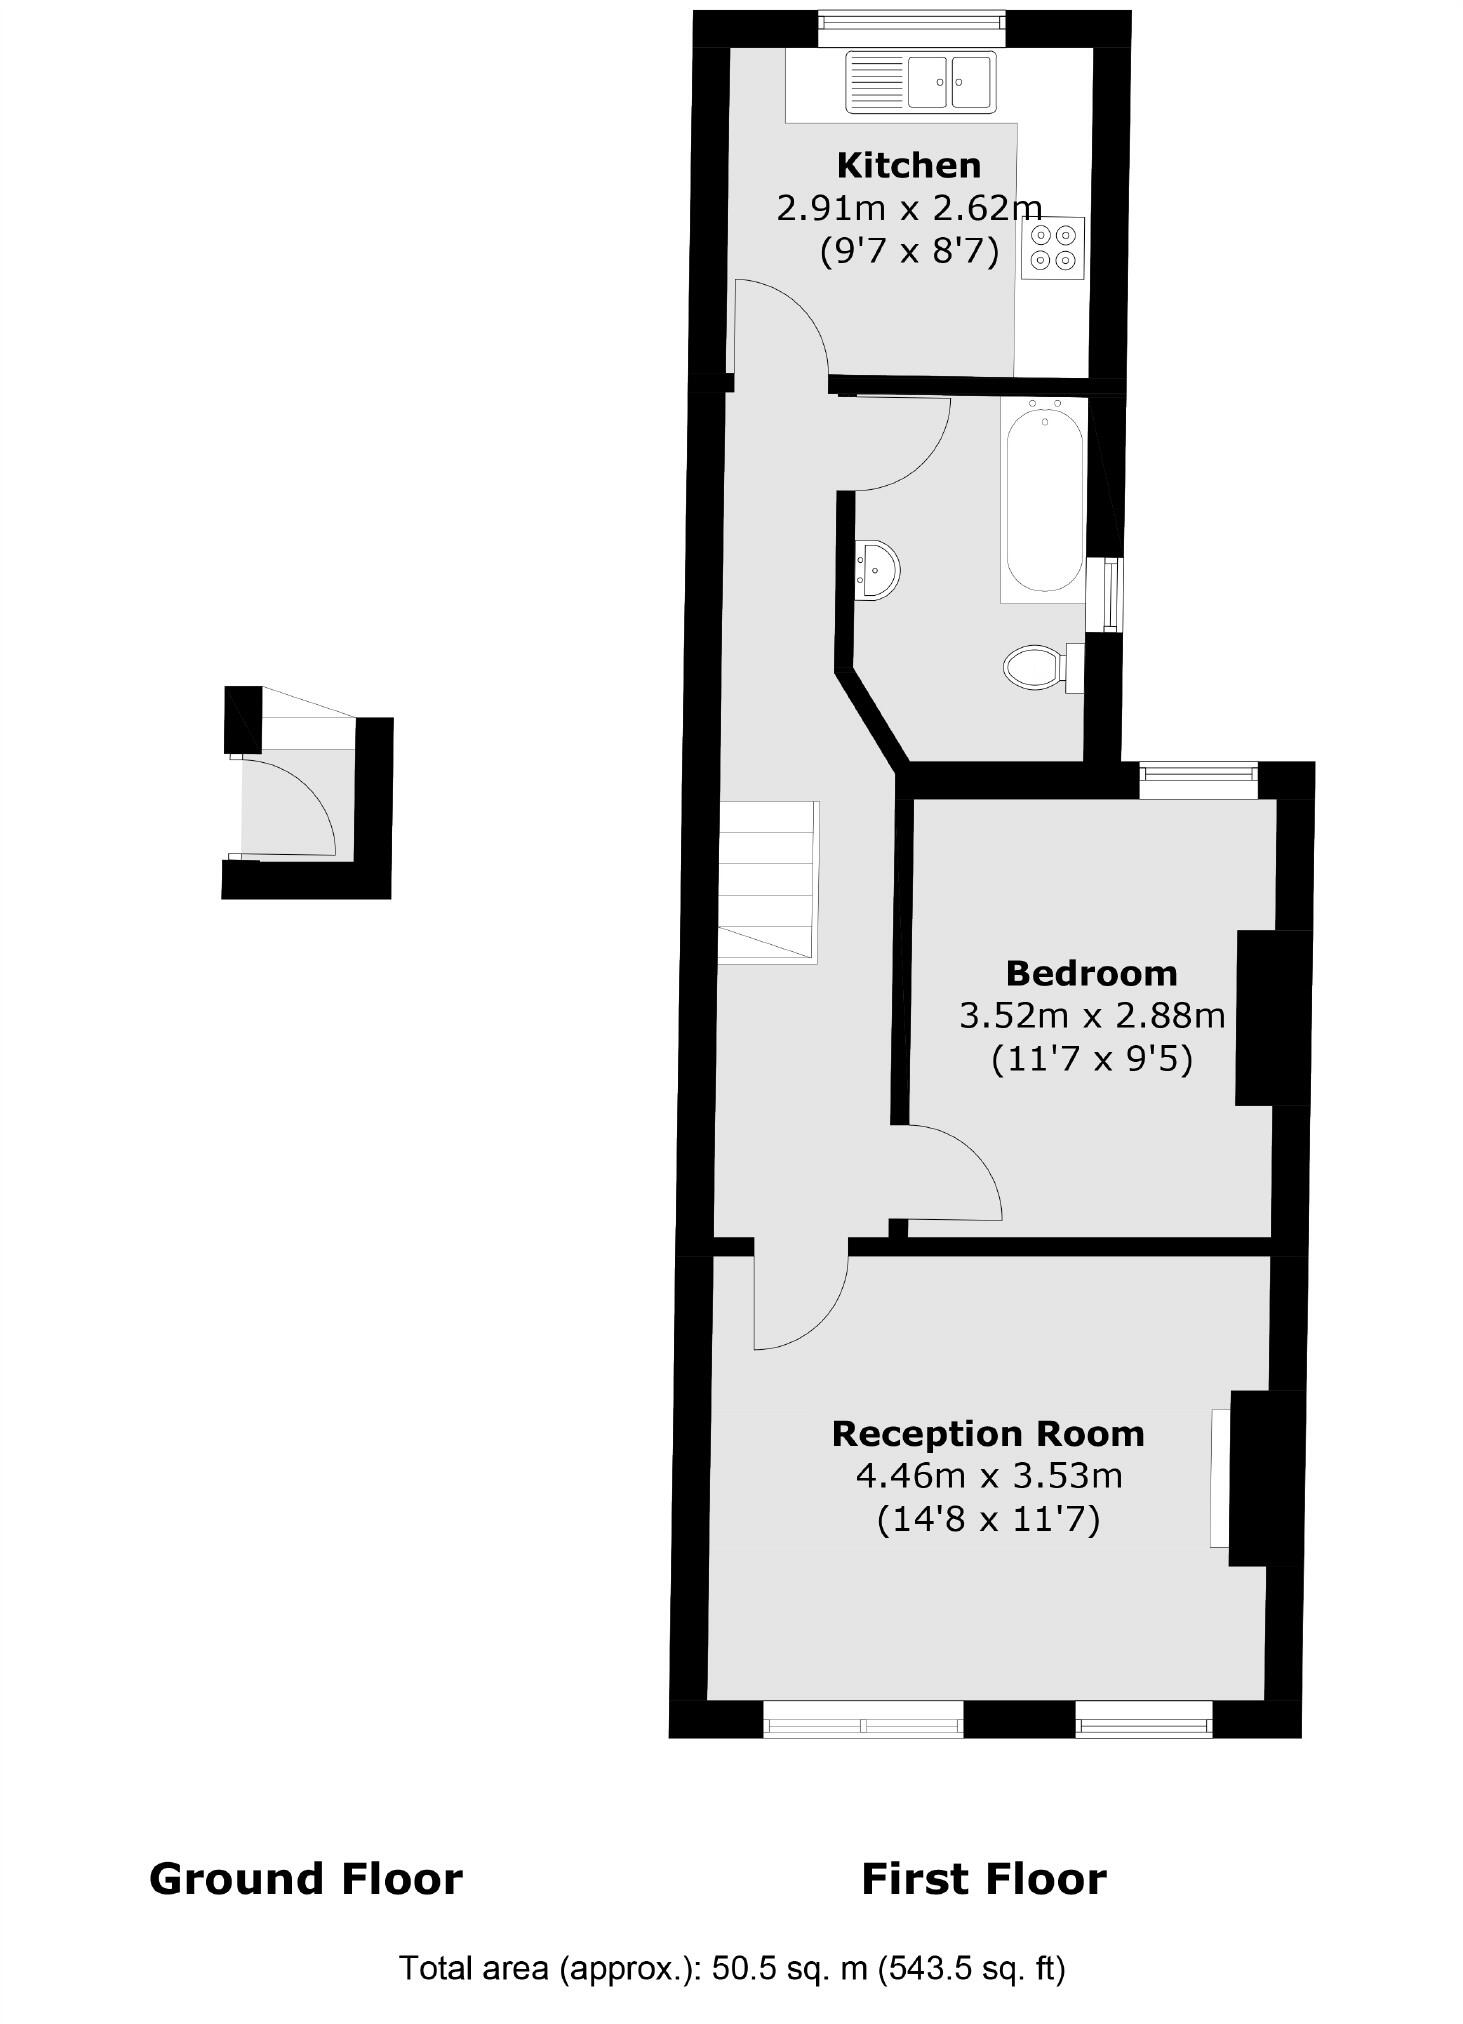 Kitchen
2.91m x 2.62m
(9'7 x 8'7)
Bedroom
3.52m x 2.88m
(11'7 x 9'5)
Reception Room
4.46m x 3.53m
(14'8 x 11'7)
Ground Floor
First Floor
Total area (approx.): 50.5 sq. m (543.5 sq. ft)